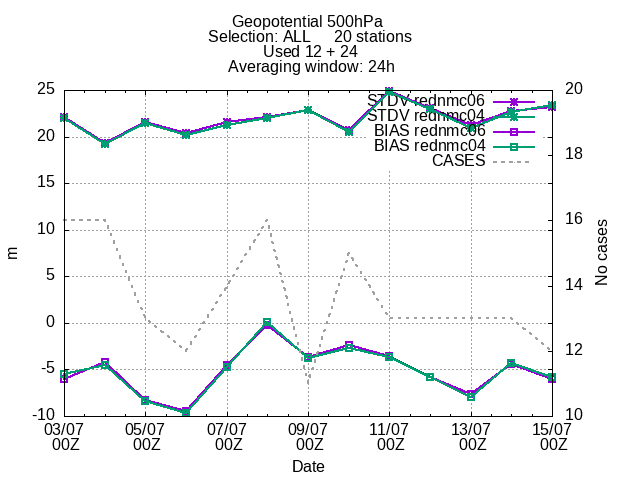 Geopotential 500hPa
Selection: ALL 20 stations
Used 12 + 24
Averaging window: 24h
25
20
15
10
5
0
-5
-10
m
20
18
16
14
12
10
No cases
STDV rednmc06
STDV rednmc04
BIAS rednmc06
BIAS rednmc04
CASES
03/07 05/07 07/07 09/07 11/07 13/07 15/07
00Z 00Z 00Z 00Z 00Z 00Z 00Z
Date